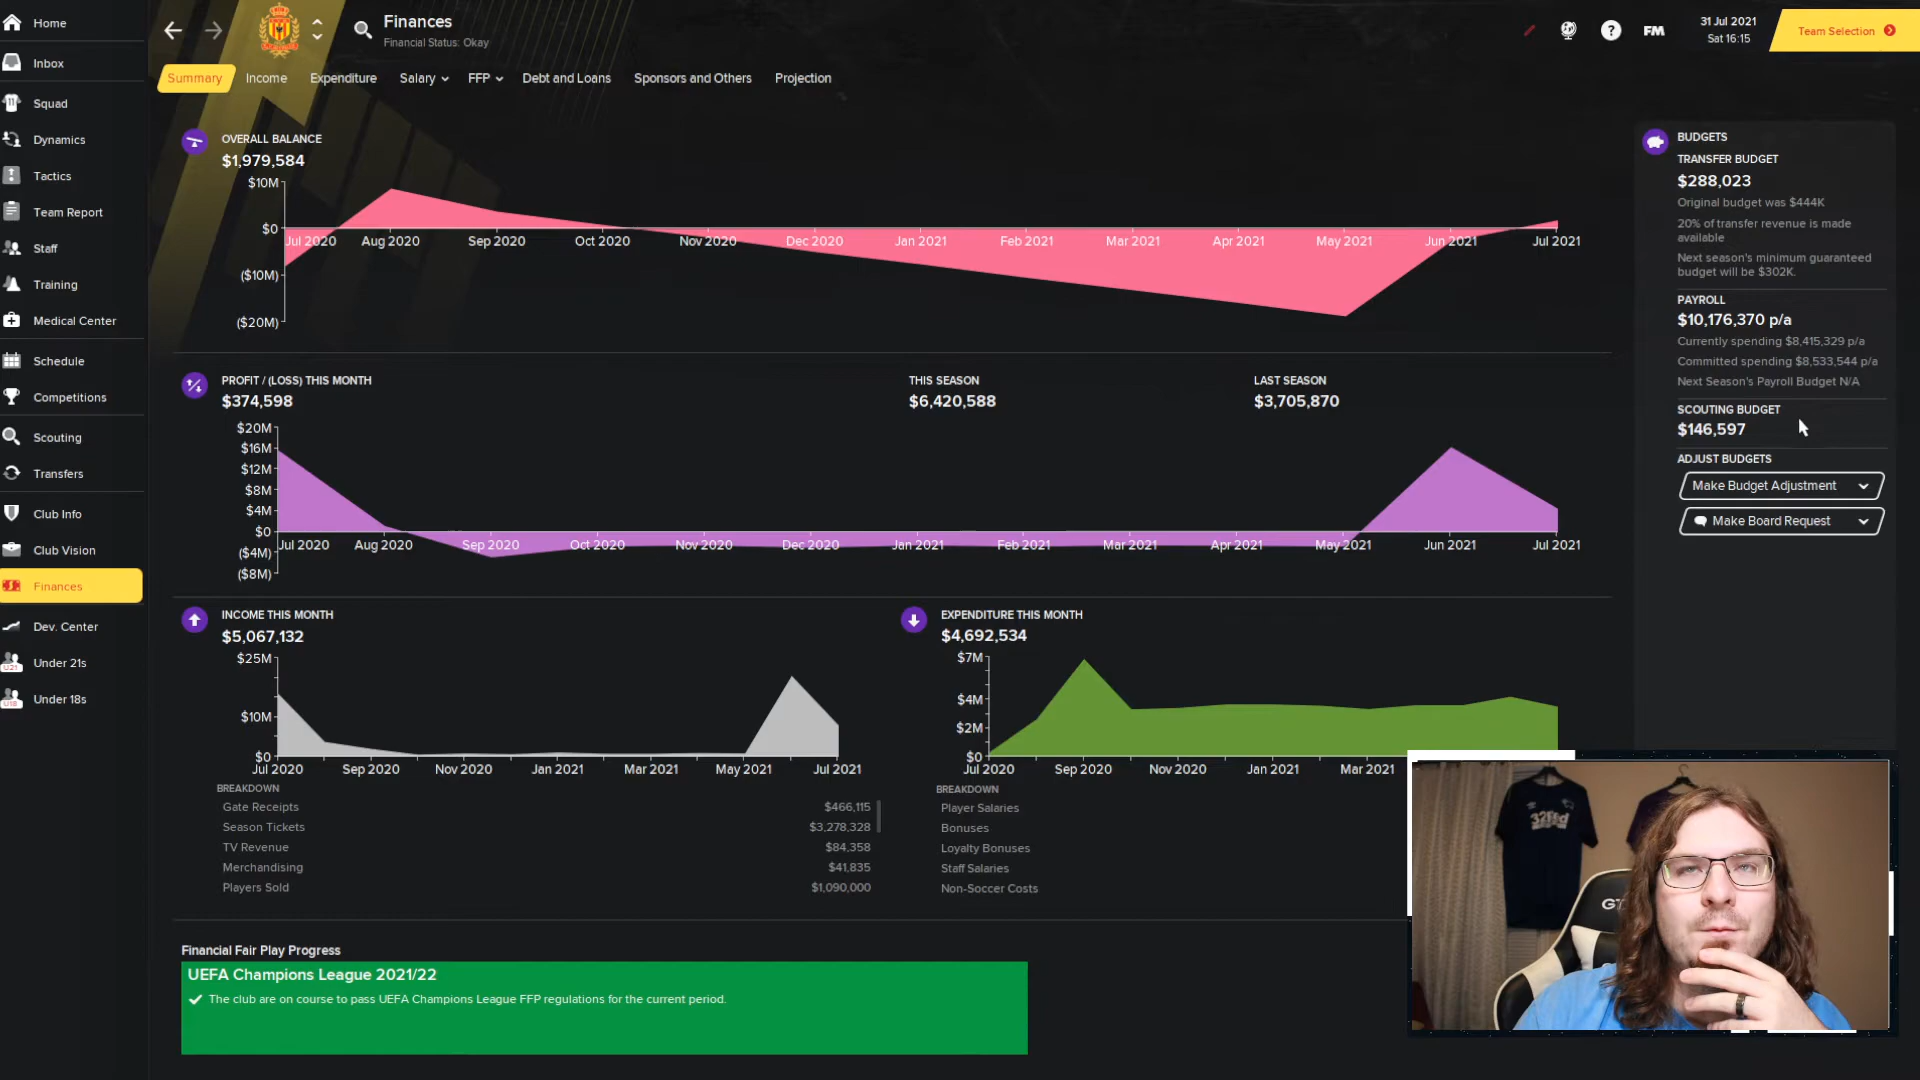 Home
Inbox
Squad
Dynamics
Tactics
Team Report
Staff
Training
Medical Center
Schedule
Competitions
Scouting
Transfers
Club Info
Club Vision
Finances
Dev. Center
Under 21s
Under 18s
Finances
Financial Status: Okay
FM
31 Jul 2021
Sat 16:15
Team Selection
Summary Income Expenditure Salary FFP Debt and Loans Sponsors and Others Projection
OVERALL BALANCE
$1,979,584
$10M
$0
($10M)
($20M)
Jul 2020 Aug 2020 Sep 2020 Oct 2020 Nov 2020 Dec 2020 Jan 2021 Feb 2021 Mar 2021 Apr 2021 May 2021 Jun 2021 Jul 2021
PROFIT / (LOSS) THIS MONTH
$374,598
THIS SEASON
$6,420,588
LAST SEASON
$3,705,870
$20M
$16M
$12M
$8M
$4M
$0
($4M)
($8M)
Jul 2020 Aug 2020 Sep 2020 Oct 2020 Nov 2020 Dec 2020 Jan 2021 Feb 2021 Mar 2021 Apr 2021 May 2021 Jun 2021 Jul 2021
INCOME THIS MONTH
$5,067,132
$25M
$10M
$0
Jul 2020 Sep 2020 Nov 2020 Jan 2021 Mar 2021 May 2021 Jul 2021
BREAKDOWN
Gate Receipts $466,115
Season Tickets $3,278,328
TV Revenue $84,358
Merchandising $41,835
Players Sold $1,090,000
EXPENDITURE THIS MONTH
$4,692,534
$7M
$4M
$2M
$0
Jul 2020 Sep 2020 Nov 2020 Jan 2021 Mar 2021
BREAKDOWN
Player Salaries
Bonuses
Loyalty Bonuses
Staff Salaries
Non-Soccer Costs
Financial Fair Play Progress
UEFA Champions League 2021/22
The club are on course to pass UEFA Champions League FFP regulations for the current period.
BUDGETS
TRANSFER BUDGET
$288,023
Original budget was $444K
20% of transfer revenue is made
available
Next season's minimum guaranteed
budget will be $302K.
PAYROLL
$10,176,370 p/a
Currently spending $8,415,329 p/a
Committed spending $8,533,544 p/a
Next Season's Payroll Budget N/A
SCOUTING BUDGET
$146,597
ADJUST BUDGETS
Make Budget Adjustment
Make Board Request
32Red
GT